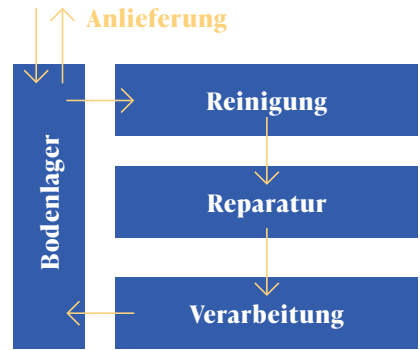 Anlieferung
Bodenlager
Reinigung
Reparatur
Verarbeitung